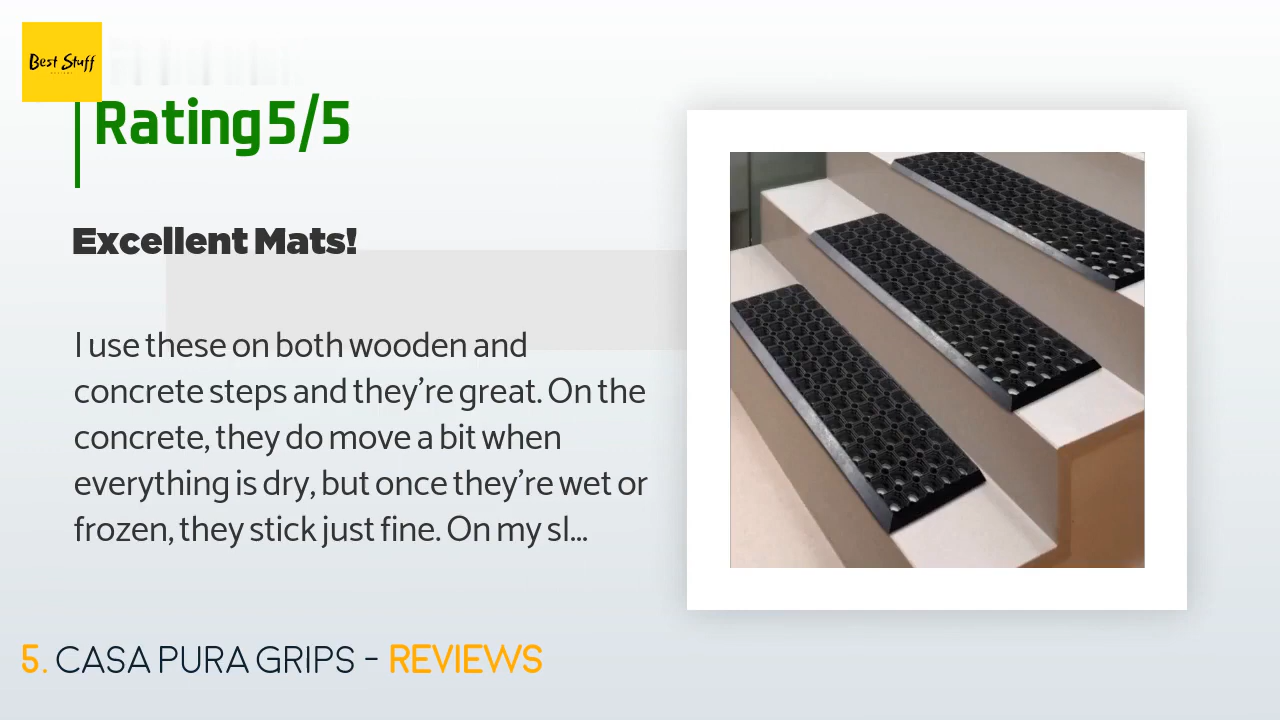 Best Stuff
Rating 5/5
Excellent Mats!
I use these on both wooden and
concrete steps and they're great. On the
concrete, they do move a bit when
everything is dry, but once they're wet or
frozen, they stick just fine. On my sl...
5. CASA PURA GRIPS - REVIEWS